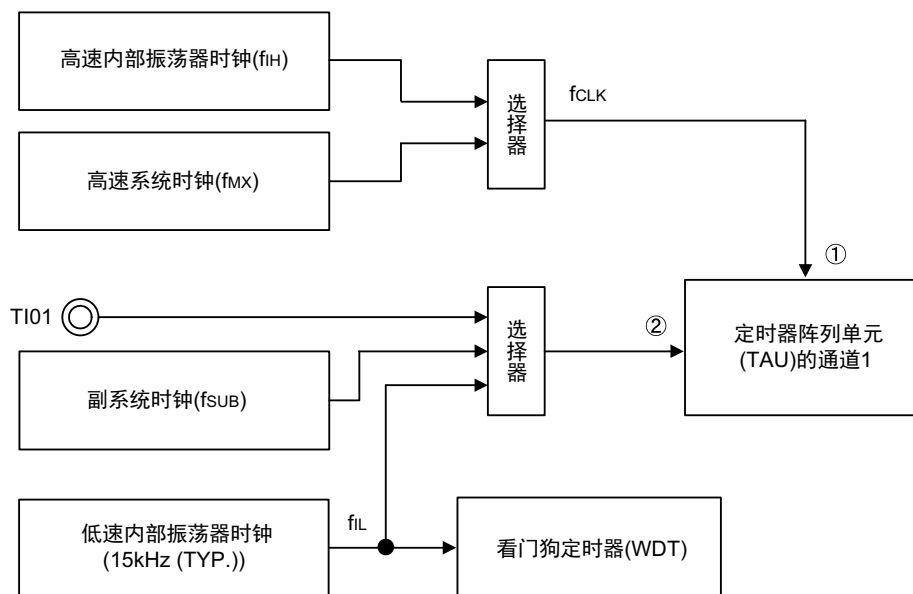 高速内部振荡器时钟(fIH)
选择器
fCLK
高速系统时钟(fMX)
①
TI01
选择器
②
定时器阵列单元
(TAU)的通道1
副系统时钟(fSUB)
低速内部振荡器时钟
(15kHz (TYP.))
fIL
看门狗定时器(WDT)